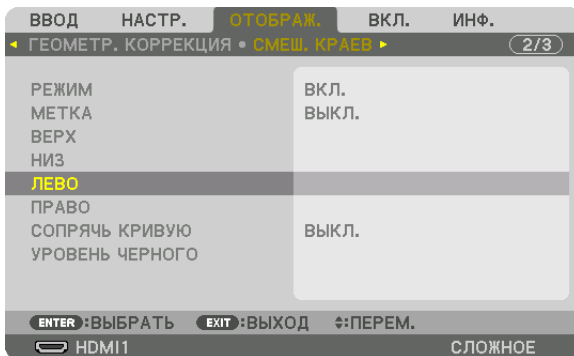 ВВОД НАСТР. ОТОБРАЖ. ВКЛ. ИНФ.
ГЕОМЕТР. КОРРЕКЦИЯ • СМЕШ. КРАЕВ 2/3
РЕЖИМ ВКЛ.
МЕТКА ВЫКЛ.
ВЕРХ
НИЗ
ЛЕВО
ПРАВО
СОПРЯЧЬ КРИВУЮ ВЫКЛ.
УРОВЕНЬ ЧЕРНОГО
ENTER :ВЫБРАТЬ EXIT :ВЫХОД :ПЕРЕМ.
HDMI1 СЛОЖНОЕ